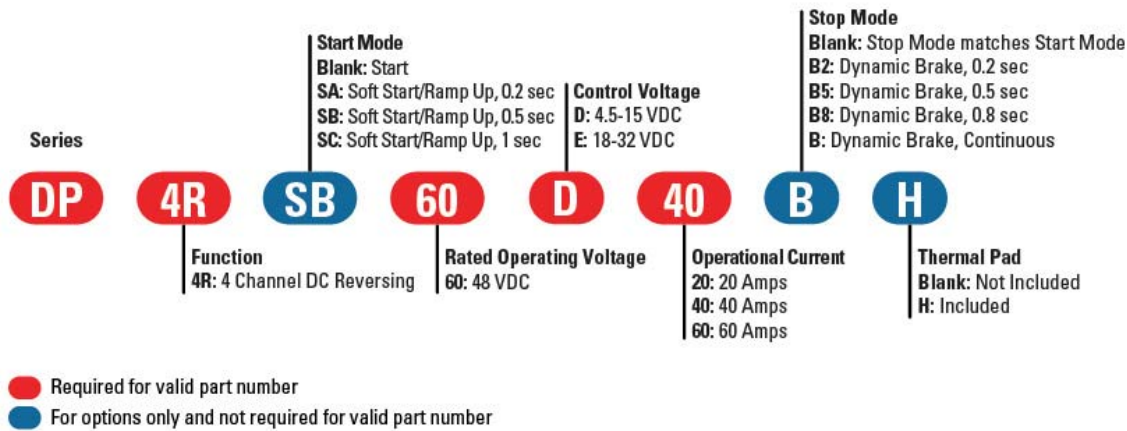 Start Mode
Blank: Start
SA: Soft Start/Ramp Up, 0.2 sec
SB: Soft Start/Ramp Up, 0.5 sec
SC: Soft Start/Ramp Up, 1 sec
Control Voltage
D: 4.5-15 VDC
E: 18-32 VDC
Stop Mode
Blank: Stop Mode matches Start Mode
B2: Dynamic Brake, 0.2 sec
B5: Dynamic Brake, 0.5 sec
B8: Dynamic Brake, 0.8 sec
B: Dynamic Brake, Continuous
Series
DP 4R SB 60 D 40 B H
Function
4R: 4 Channel DC Reversing
Rated Operating Voltage
60: 48 VDC
Operational Current
20: 20 Amps
40: 40 Amps
60: 60 Amps
Thermal Pad
Blank: Not Included
H: Included
Required for valid part number
For options only and not required for valid part number